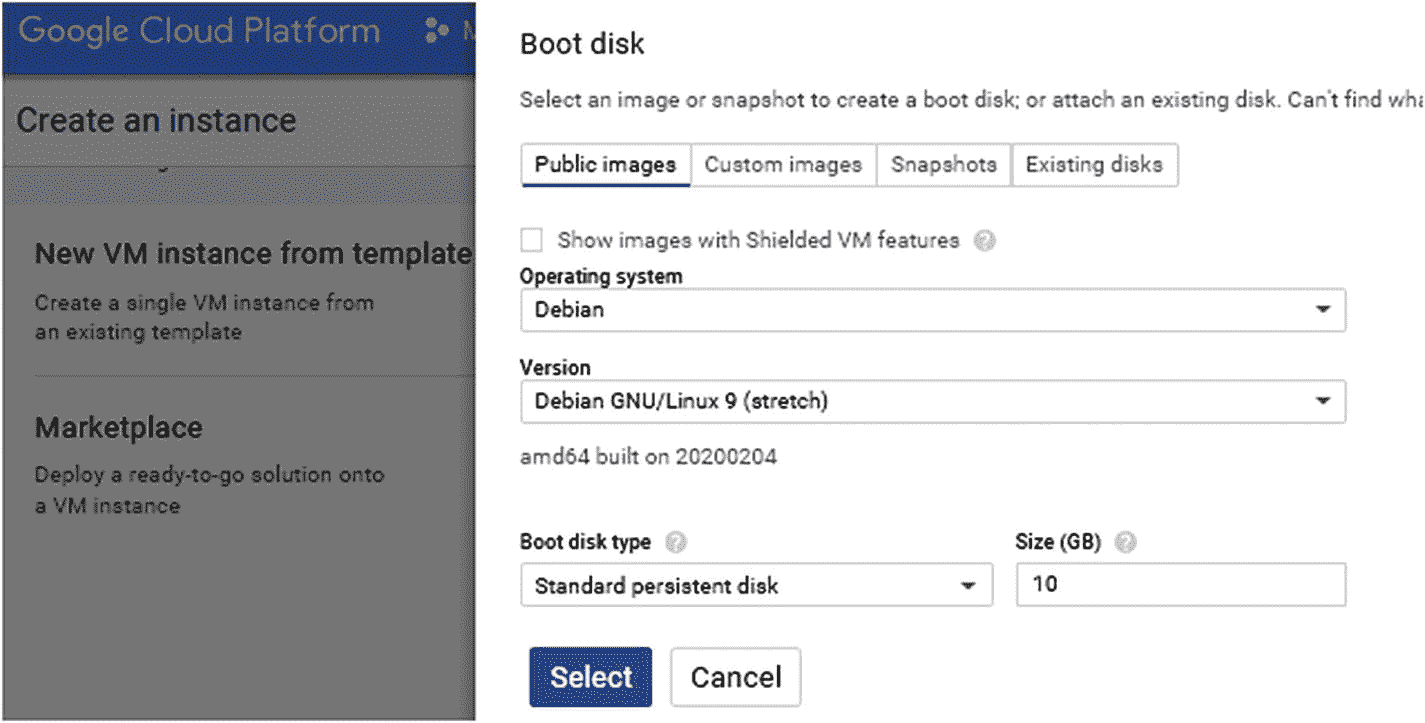 Google Cloud Platform
Create an instance
New VM instance from template
Create a single VM instance from
an existing template
Marketplace
Deploy a ready-to-go solution onto
a VM instance
Boot disk
Select an image or snapshot to create a boot disk; or attach an existing disk. Can't find
Public images Custom images Snapshots Existing disks
Show images with Shielded VM features ?
Operating system
Debian
Version
Debian GNU/Linux 9 (stretch)
amd64 built on 20200204
Boot disk type ? Size (GB) ?
Standard persistent disk 10
Select Cancel